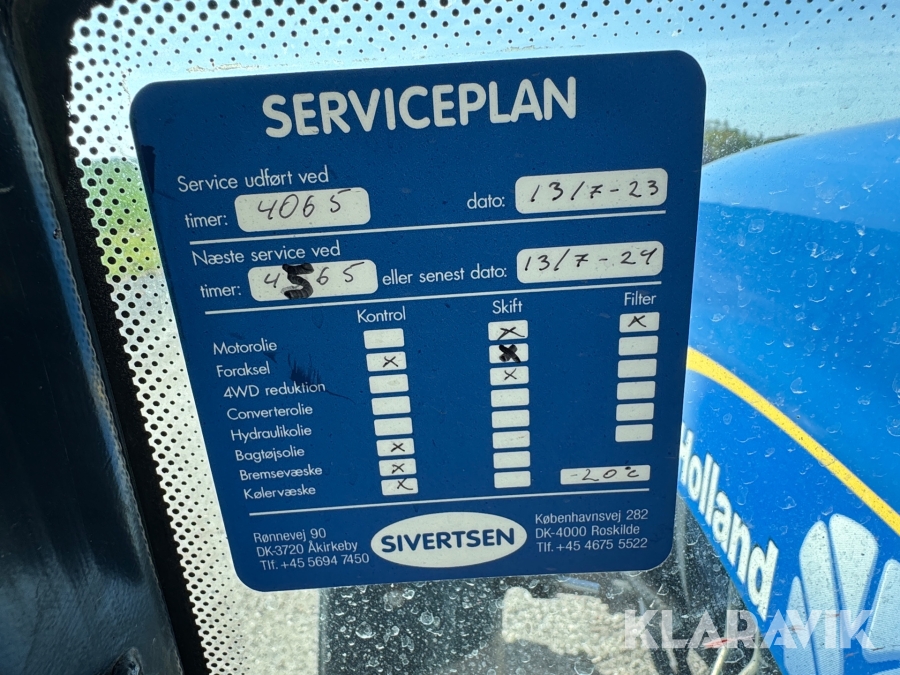 SERVICEPLAN
Service udført ved
timer: 4065 dato: 13/7-23
Næste service ved
timer: 4565 eller senest dato: 13/7-24
Kontrol Skift Filter
Motorolie x x
Foraksel x x
4WD reduktion x
Converterolie
Hydraulikolie
Bagtøjsolie x
Bremsevæske x
Kølervæske x -20°c
Rønnevej 90
DK-3720 Åkirkeby
Tlf. +45 5694 7450
SIVERTSEN
Københavnsvej 282
DK-4000 Roskilde
Tlf. +45 4675 5522
Holland
KLARAVIK